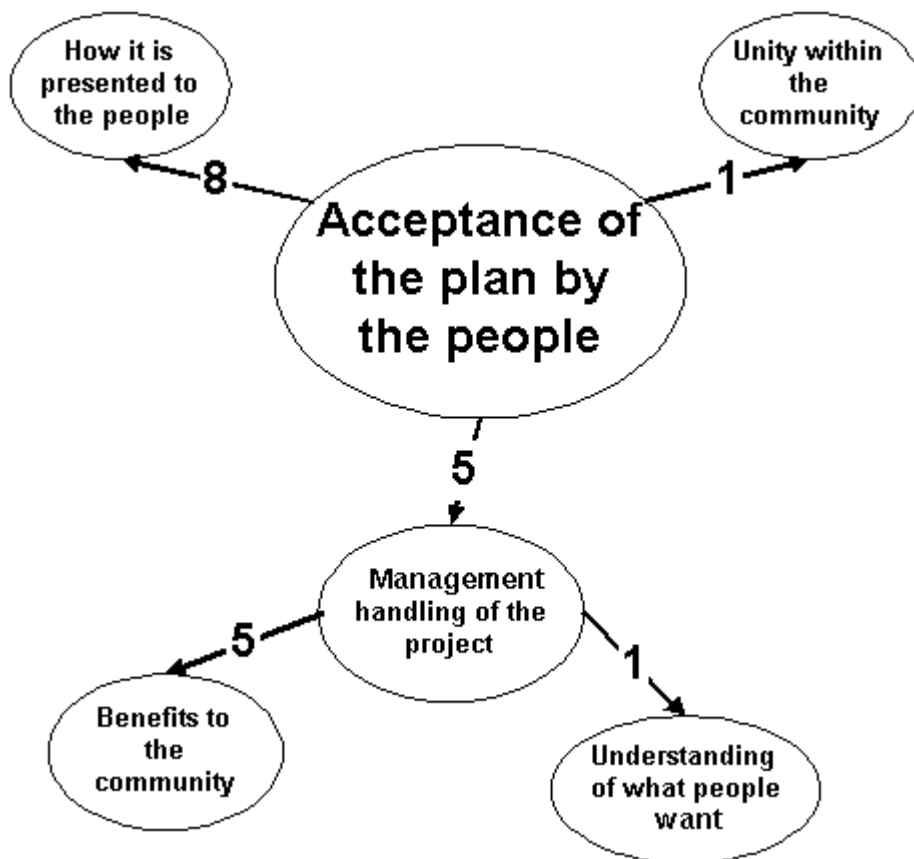 How it is
presented to
the people
Unity within
the
community
8
1
Acceptance of
the plan by
the people
5
Management
handling of the
project
5
1
Benefits to
the
community
Understanding
of what people
want